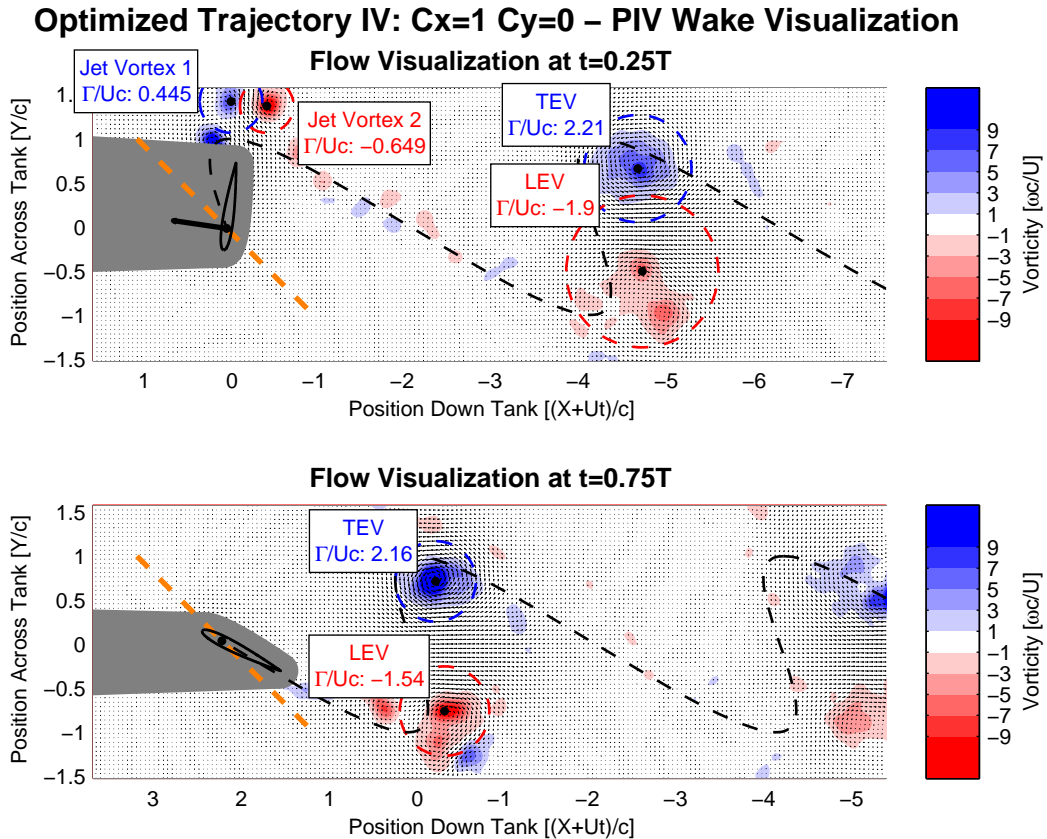 Optimized Trajectory IV: Cx=1 Cy=0 – PIV Wake Visualization
Flow Visualization at t=0.25T
Jet Vortex 1
Γ/Uc: 0.445
Jet Vortex 2
Γ/Uc: −0.649
TEV
Γ/Uc: 2.21
LEV
Γ/Uc: −1.9
Position Across Tank [Y/c]
1.5
1
0.5
0
−0.5
−1
−1.5
1 0 −1 −2 −3 −4 −5 −6 −7
Position Down Tank [(X+Ut)/c]
9
7
5
3
1
−1
−3
−5
−7
−9
Vorticity [ωc/U]
Flow Visualization at t=0.75T
TEV
Γ/Uc: 2.16
LEV
Γ/Uc: −1.54
Position Across Tank [Y/c]
1.5
1
0.5
0
−0.5
−1
−1.5
3 2 1 0 −1 −2 −3 −4 −5
Position Down Tank [(X+Ut)/c]
9
7
5
3
1
−1
−3
−5
−7
−9
Vorticity [ωc/U]